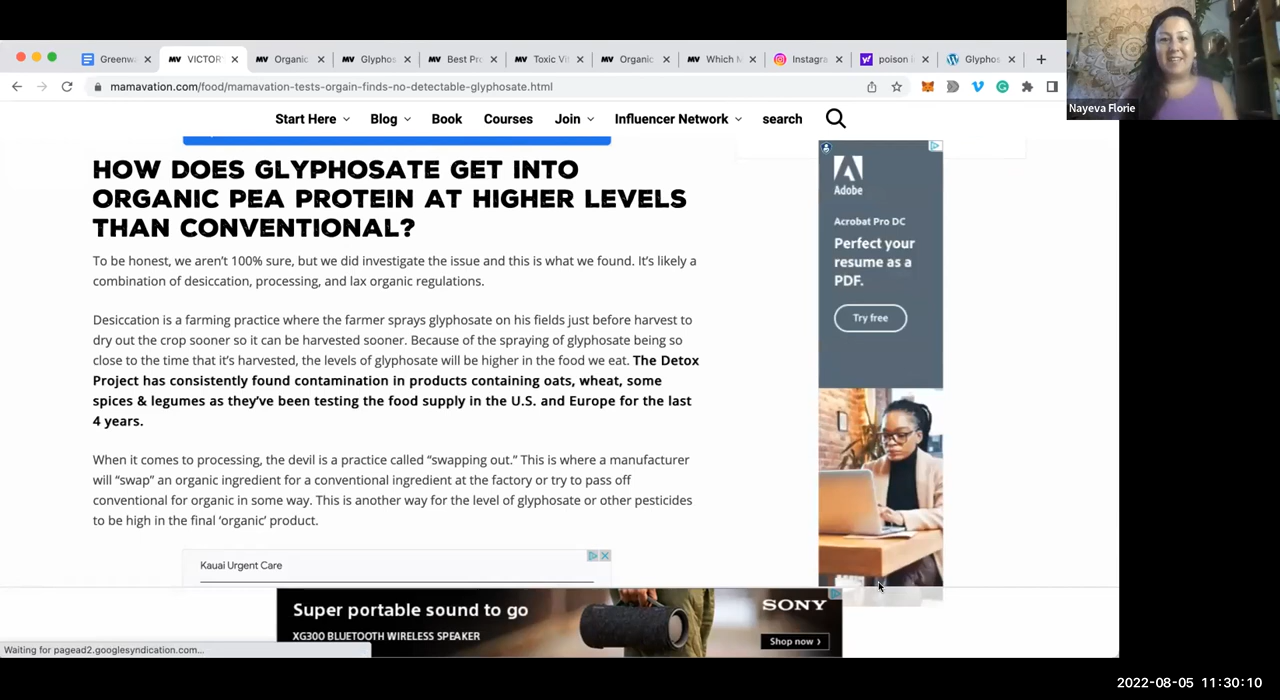 Greenw
VICTOR
Organic
Glyphos
Best Pro
Toxic Vit
Organic
Which M
Instagra
poison i
Glyphos
mamavation.com/food/mamavation-tests-orgain-finds-no-detectable-glyphosate.html
Nayeva Florie
Start Here
Blog
Book
Courses
Join
Influencer Network
search
HOW DOES GLYPHOSATE GET INTO
ORGANIC PEA PROTEIN AT HIGHER LEVELS
THAN CONVENTIONAL?
To be honest, we aren't 100% sure, but we did investigate the issue and this is what we found. It's likely a
combination of desiccation, processing, and lax organic regulations.
Desiccation is a farming practice where the farmer sprays glyphosate on his fields just before harvest to
dry out the crop sooner so it can be harvested sooner. Because of the spraying of glyphosate being so
close to the time that it's harvested, the levels of glyphosate will be higher in the food we eat. The Detox
Project has consistently found contamination in products containing oats, wheat, some
spices & legumes as they've been testing the food supply in the U.S. and Europe for the last
4 years.
When it comes to processing, the devil is a practice called “swapping out.” This is where a manufacturer
will “swap” an organic ingredient for a conventional ingredient at the factory or try to pass off
conventional for organic in some way. This is another way for the level of glyphosate or other pesticides
to be high in the final ‘organic’ product.
Adobe
Acrobat Pro DC
Perfect your
resume as a
PDF.
Try free
Kauai Urgent Care
Super portable sound to go
XG300 BLUETOOTH WIRELESS SPEAKER
SONY
Shop now
Waiting for pagead2.googlesyndication.com...
2022-08-05 11:30:10